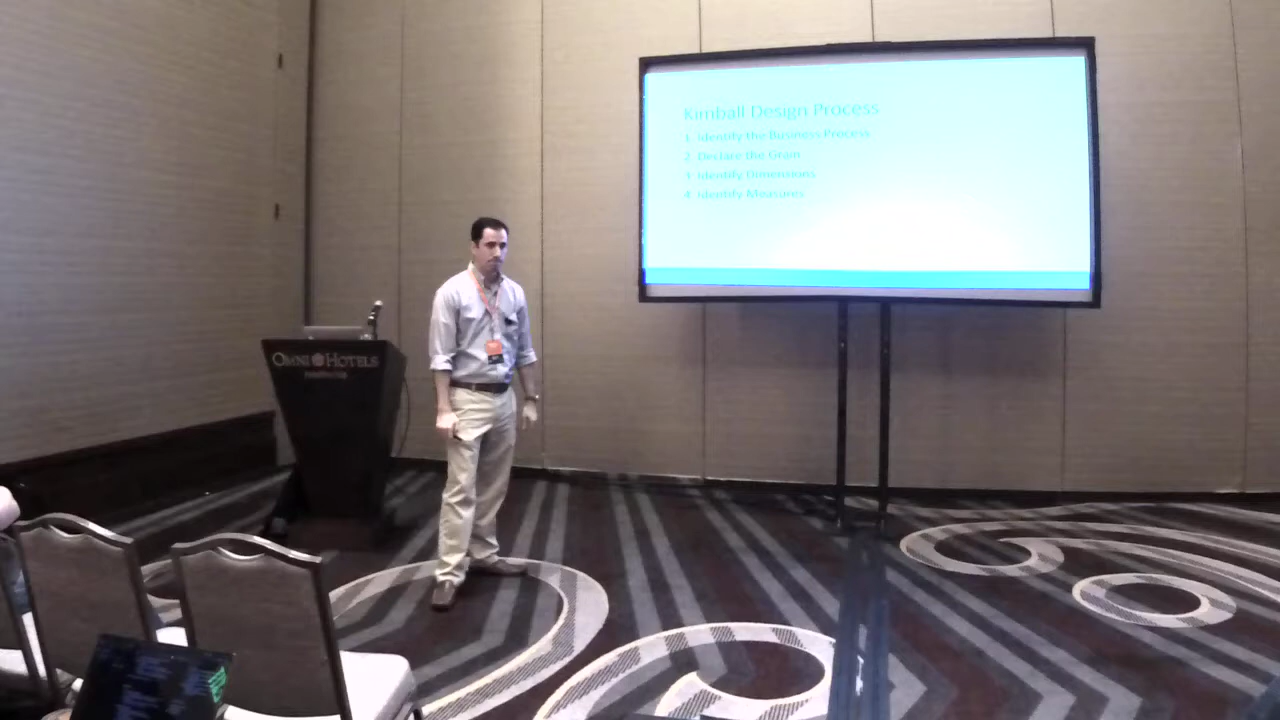 Kimball Design Process
1. Identify the Business Process
2. Declare the Grain
3. Identify Dimensions
4. Identify Measures
OMNI HOTELS